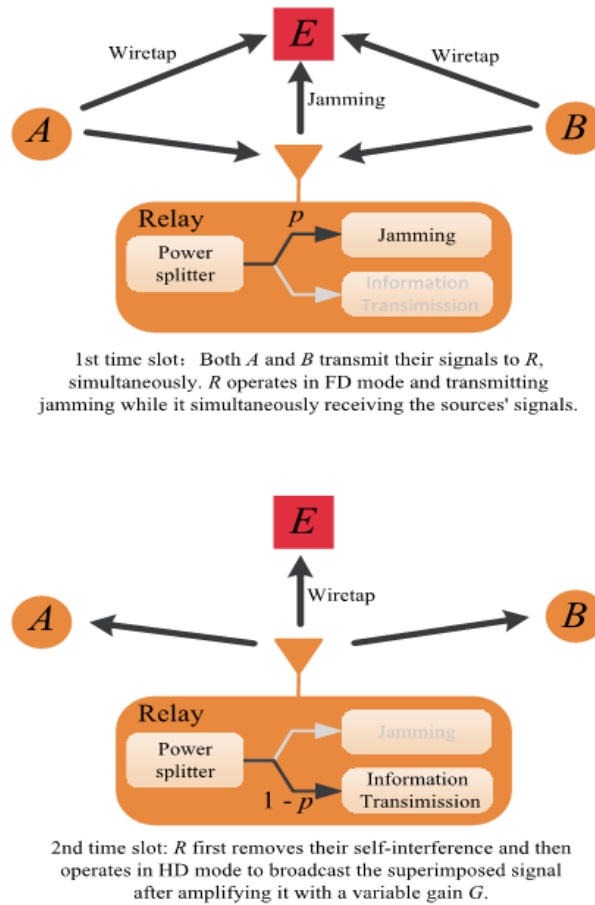 E
Wiretap
Wiretap
Jamming
A
B
Relay
p
Power
splitter
Jamming
Information
Transimission
1st time slot: Both A and B transmit their signals to R,
simultaneously. R operates in FD mode and transmitting
jamming while it simultaneously receiving the sources' signals.
E
Wiretap
A
B
Relay
Power
splitter
Jamming
1 - p
Information
Transimission
2nd time slot: R first removes their self-interference and then
operates in HD mode to broadcast the superimposed signal
after amplifying it with a variable gain G.